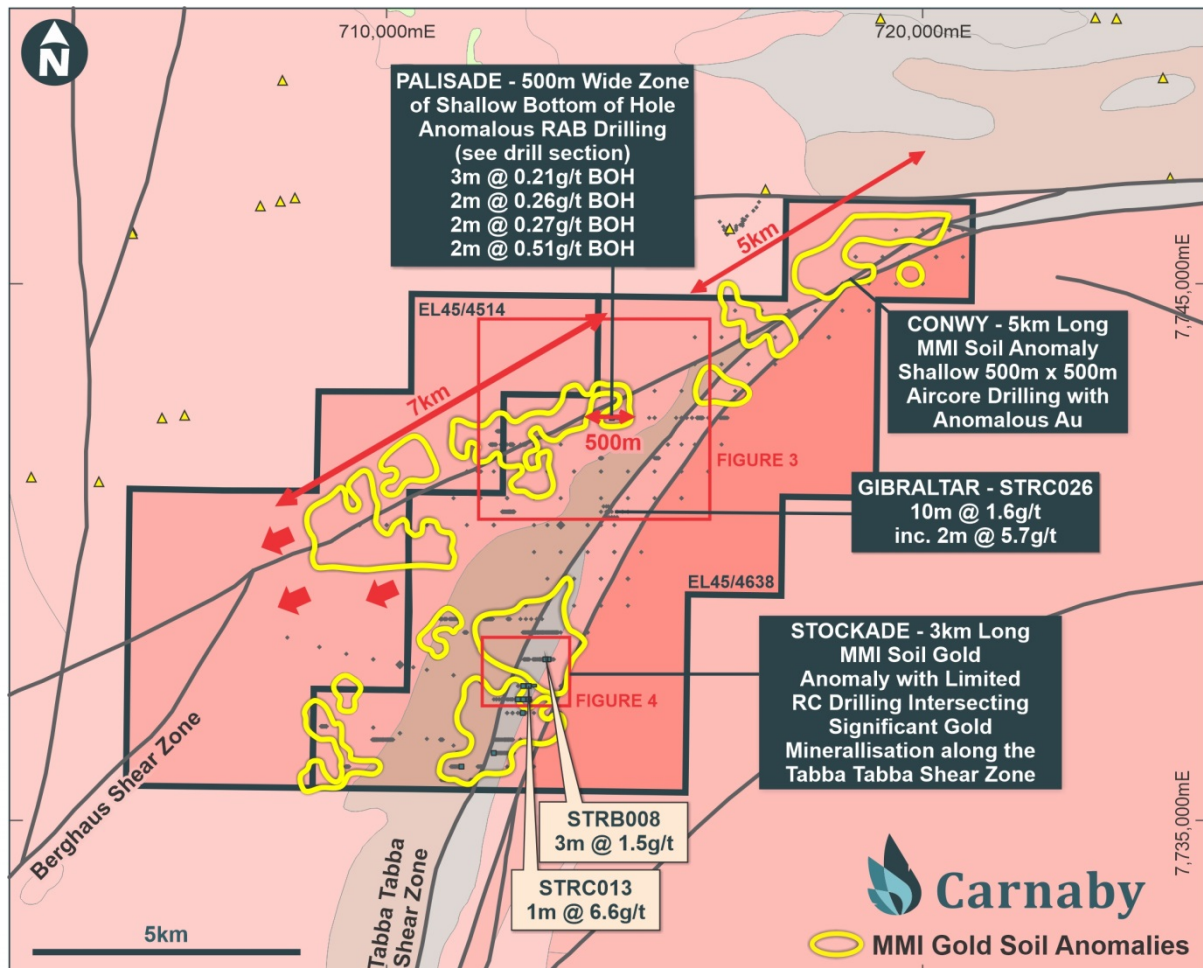 710,000mE
720,000mE
N
PALISADE - 500m Wide Zone
of Shallow Bottom of Hole
Anomalous RAB Drilling
(see drill section)
3m @ 0.21g/t BOH
2m @ 0.26g/t BOH
2m @ 0.27g/t BOH
2m @ 0.51g/t BOH
5km
7,745,000mN
EL45/4514
CONWY - 5km Long
MMI Soil Anomaly
Shallow 500m x 500m
Aircore Drilling with
Anomalous Au
7km
500m
FIGURE 3
GIBRALTAR - STRC026
10m @ 1.6g/t
inc. 2m @ 5.7g/t
EL45/4638
STOCKADE - 3km Long
MMI Soil Gold
Anomaly with Limited
RC Drilling Intersecting
Significant Gold
Minerallisation along the
Tabba Tabba Shear Zone
FIGURE 4
Berghaus Shear Zone
STRB008
3m @ 1.5g/t
STRC013
1m @ 6.6g/t
7,735,000mN
Tabba Tabba
Shear Zone
Carnaby
5km
MMI Gold Soil Anomalies